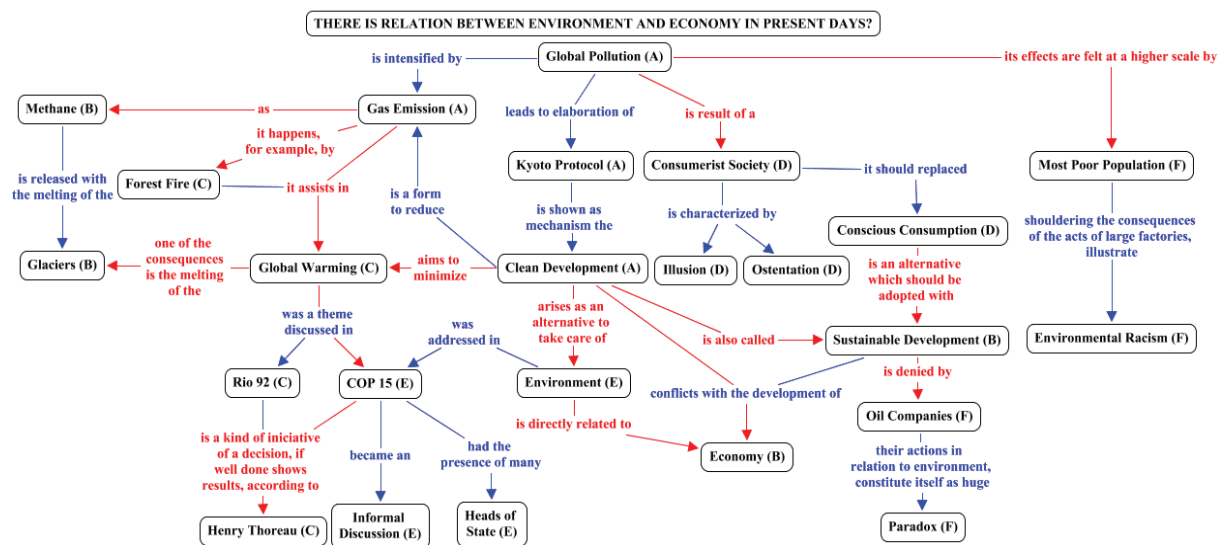 THERE IS RELATION BETWEEN ENVIRONMENT AND ECONOMY IN PRESENT DAYS?
Global Pollution (A)
is intensified by
its effects are felt at a higher scale by
Methane (B)
as
Gas Emission (A)
leads to elaboration of
is result of a
it happens,
for example, by
Kyoto Protocol (A)
Consumerist Society (D)
it should replaced
Most Poor Population (F)
is released with
the melting of the
Forest Fire (C)
it assists in
is a form
to reduce
is shown as
mechanism the
is characterized by
Conscious Consumption (D)
shouldering the consequences
of the acts of large factories,
illustrate
one of the
consequences
is the melting
of the
Glaciers (B)
Global Warming (C)
aims to
minimize
Clean Development (A)
Illusion (D)
Ostentation (D)
is an alternative
which should be
adopted with
was a theme
discussed in
was
addressed in
arises as an
alternative to
take care of
is also called
Sustainable Development (B)
Environmental Racism (F)
Rio 92 (C)
COP 15 (E)
Environment (E)
conflicts with the development of
is denied by
Oil Companies (F)
is a kind of iniciative
of a decision, if
well done shows
results, according to
became an
had the
presence of many
is directly related to
Economy (B)
their actions in
relation to environment,
constitute itself as huge
Henry Thoreau (C)
Informal
Discussion (E)
Heads of
State (E)
Paradox (F)